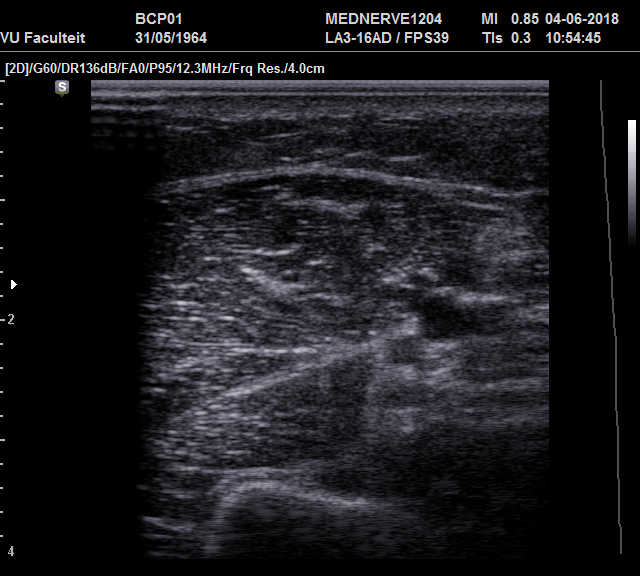 BCP01 MEDNERVE1204 MI 0.85 04-06-2018
VU Faculteit 31/05/1964 LA3-16AD / FPS39 TIs 0.3 10:54:45
[2D]/G60/DR136dB/FA0/P95/12.3MHz/Frq Res./4.0cm
S
2
4